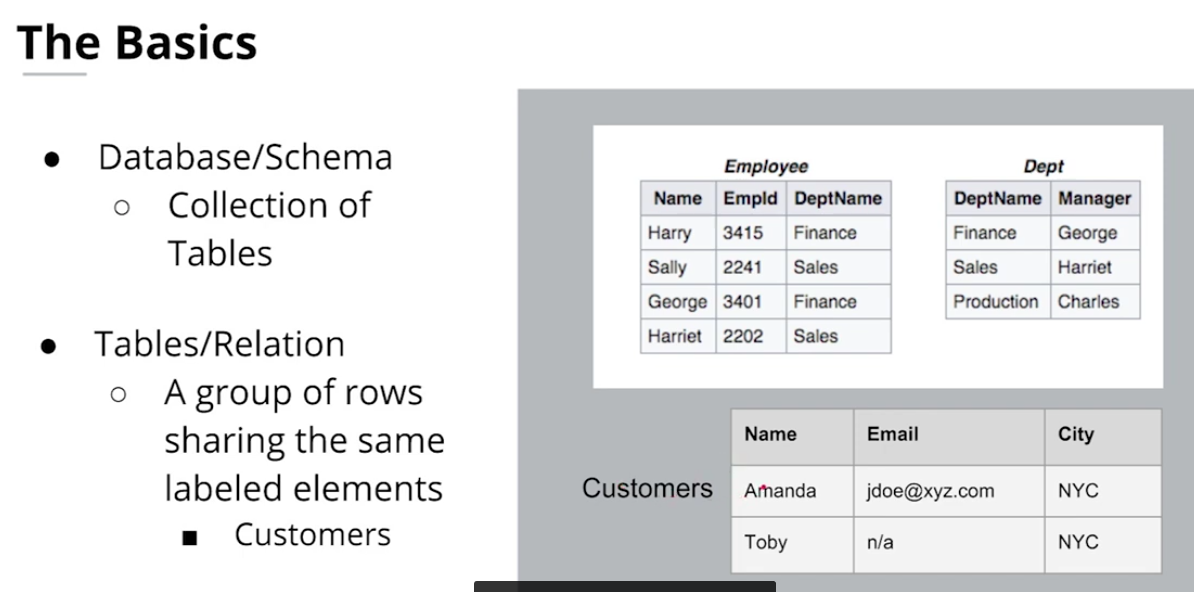 The Basics
● Database/Schema
○ Collection of
Tables
● Tables/Relation
○ A group of rows
sharing the same
labeled elements
■ Customers
Employee
Name EmpId DeptName
Harry 3415 Finance
Sally 2241 Sales
George 3401 Finance
Harriet 2202 Sales
Dept
DeptName Manager
Finance George
Sales Harriet
Production Charles
Customers
Name Email City
Amanda jdoe@xyz.com NYC
Toby n/a NYC